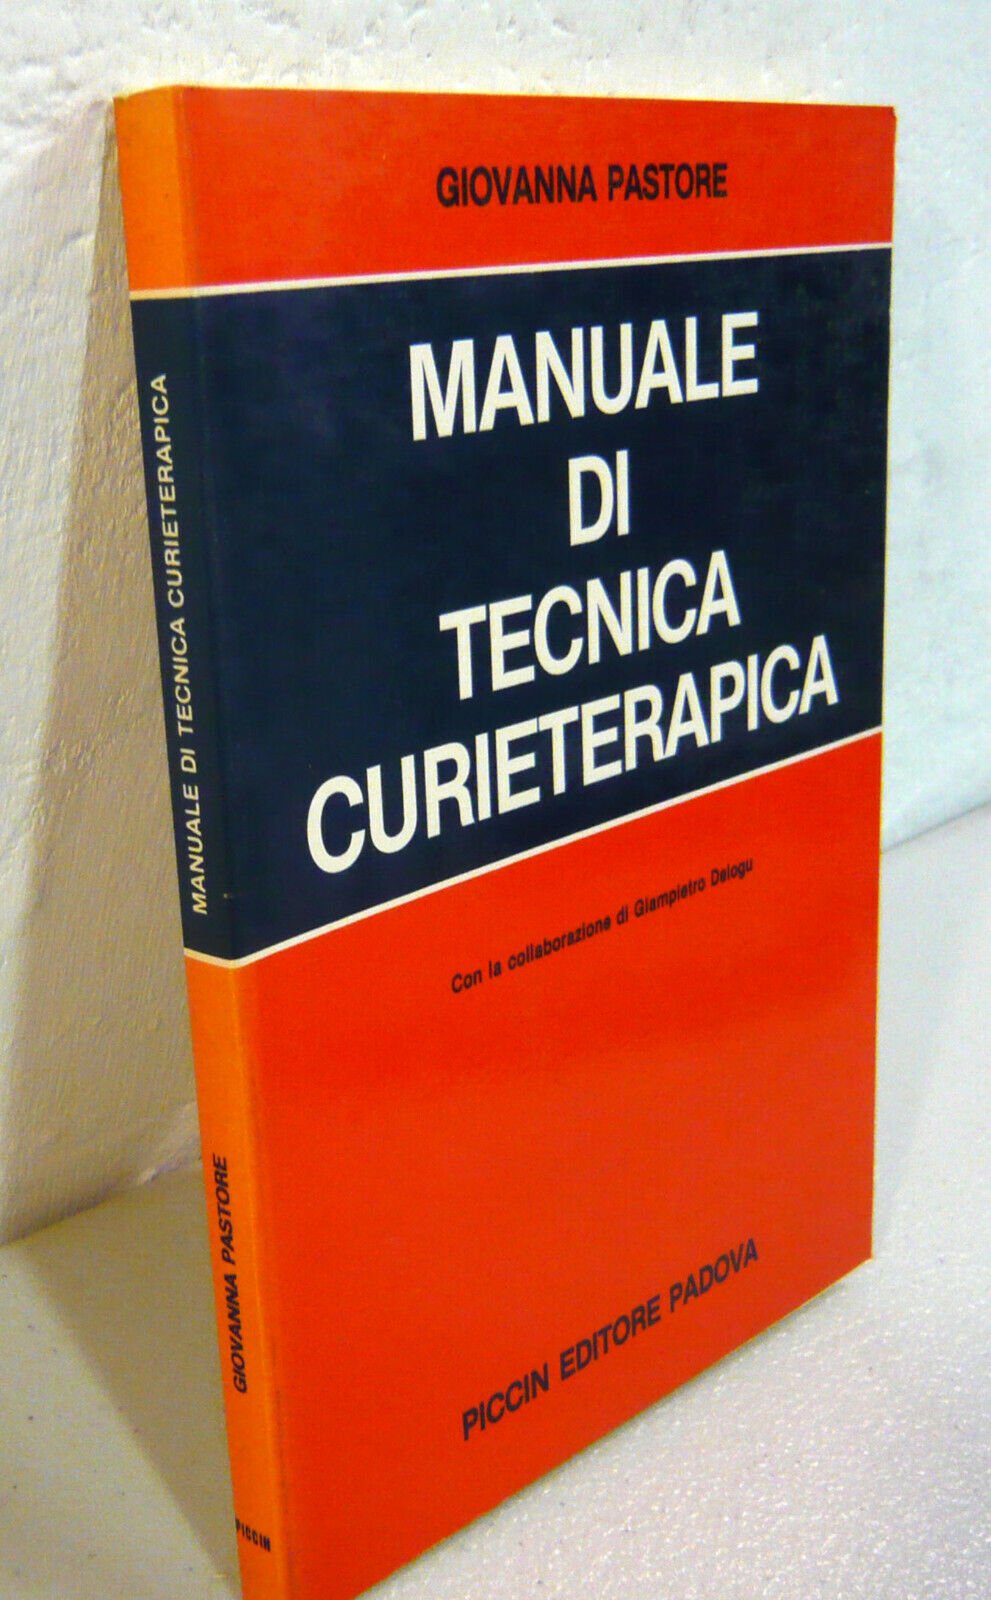 GIOVANNA PASTORE
MANUALE
DI
TECNICA
CURIETERAPICA
Con la collaborazione di Giampietro Delogu
PICCIN EDITORE PADOVA
MANUALE DI TECNICA CURIETERAPICA
GIOVANNA PASTORE
PICCIN